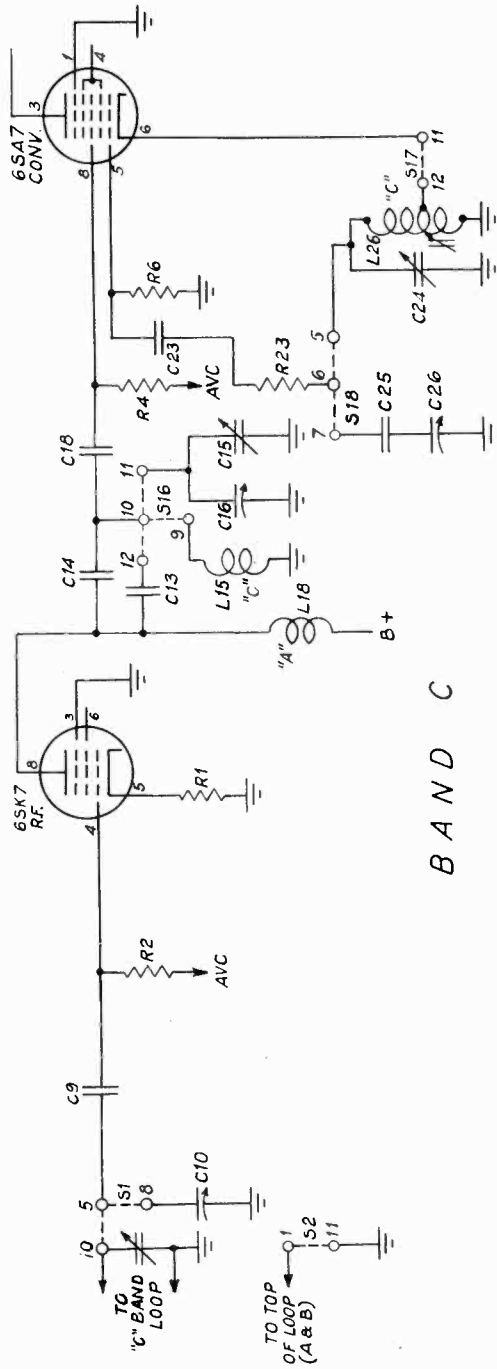 TO
"C" BAND
LOOP
10
5
S1
8
C10
TO TOP
OF LOOP
(A & B)
1
S2
11
C9
R2
AVC
6SK7
R.F.
8
3
6
4
5
R1
C14
C13
12
10
S16
11
9
L15
"C"
C16
C15
"A"
L18
B+
C18
R4
AVC
R6
C23
R23
6SA7
CONV.
3
1
4
8
5
6
7
6
5
S18
C25
C26
L26
"C"
C24
12
S17
11
BAND C